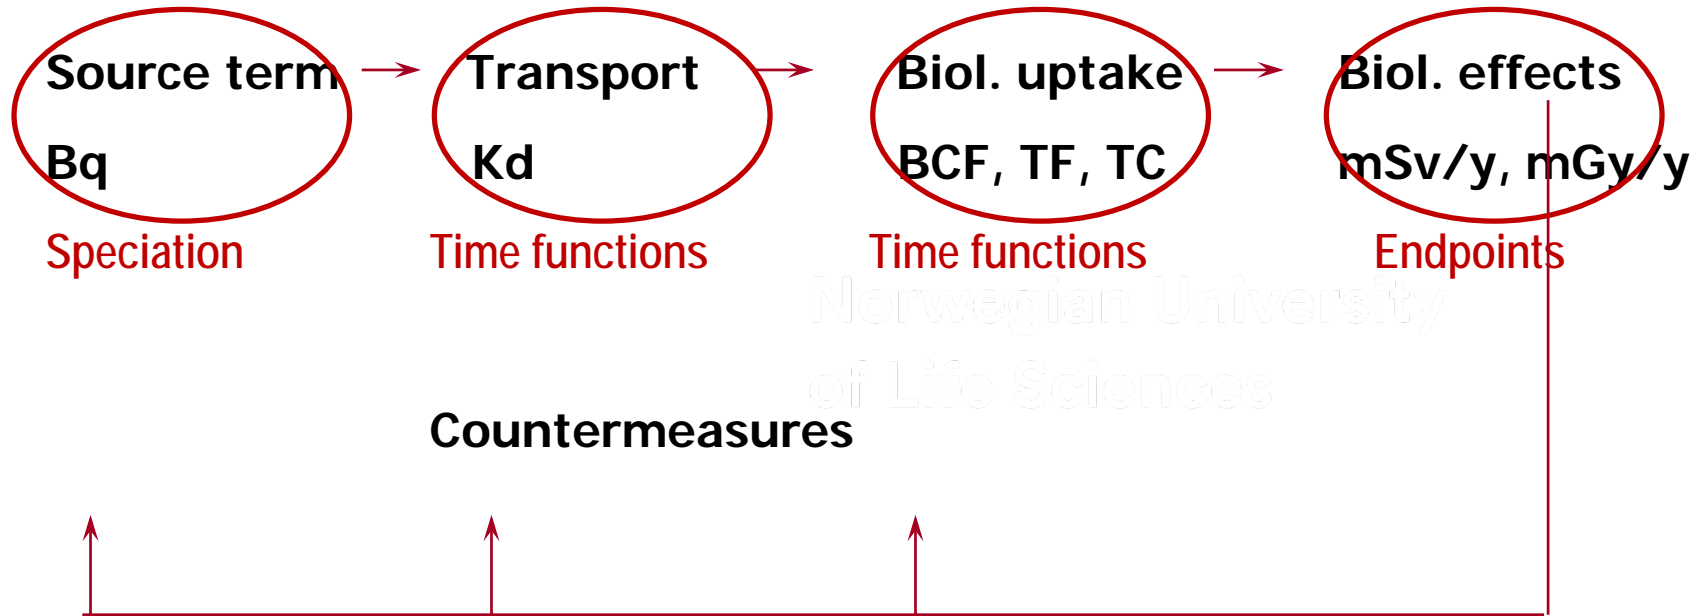 Source term
Bq
Speciation
Transport
Kd
Time functions
Biol. uptake
BCF, TF, TC
Time functions
Biol. effects
mSv/y, mGy/y
Endpoints
Norwegian University
of Life Sciences
Countermeasures